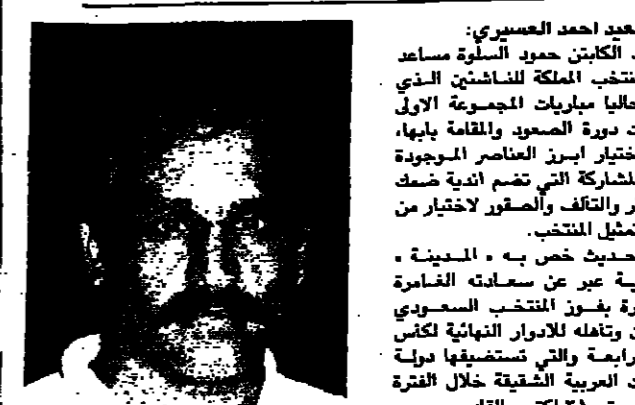 عيد احمد العسيري:
الكابتن حمود السلوة مساعد
منتخب المملكة للناشئين الذي
حاليا مباريات المجموعة الاولى
دورة الصعود والمقامة بابها،
ختيار ابرز العناصر الموجودة
لمشاركة التي تضم اندية ضمك
والتآلف والصقور لاختيار من
تمثيل المنتخب.
حديث خص به « المدينة »
ية عبر عن سعادته الغامرة
رة بفوز المنتخب السعودي
وتأهله للادوار النهائية لكأس
رابعة والتي تستضيفها دولة
العربية الشقيقة خلال الفترة